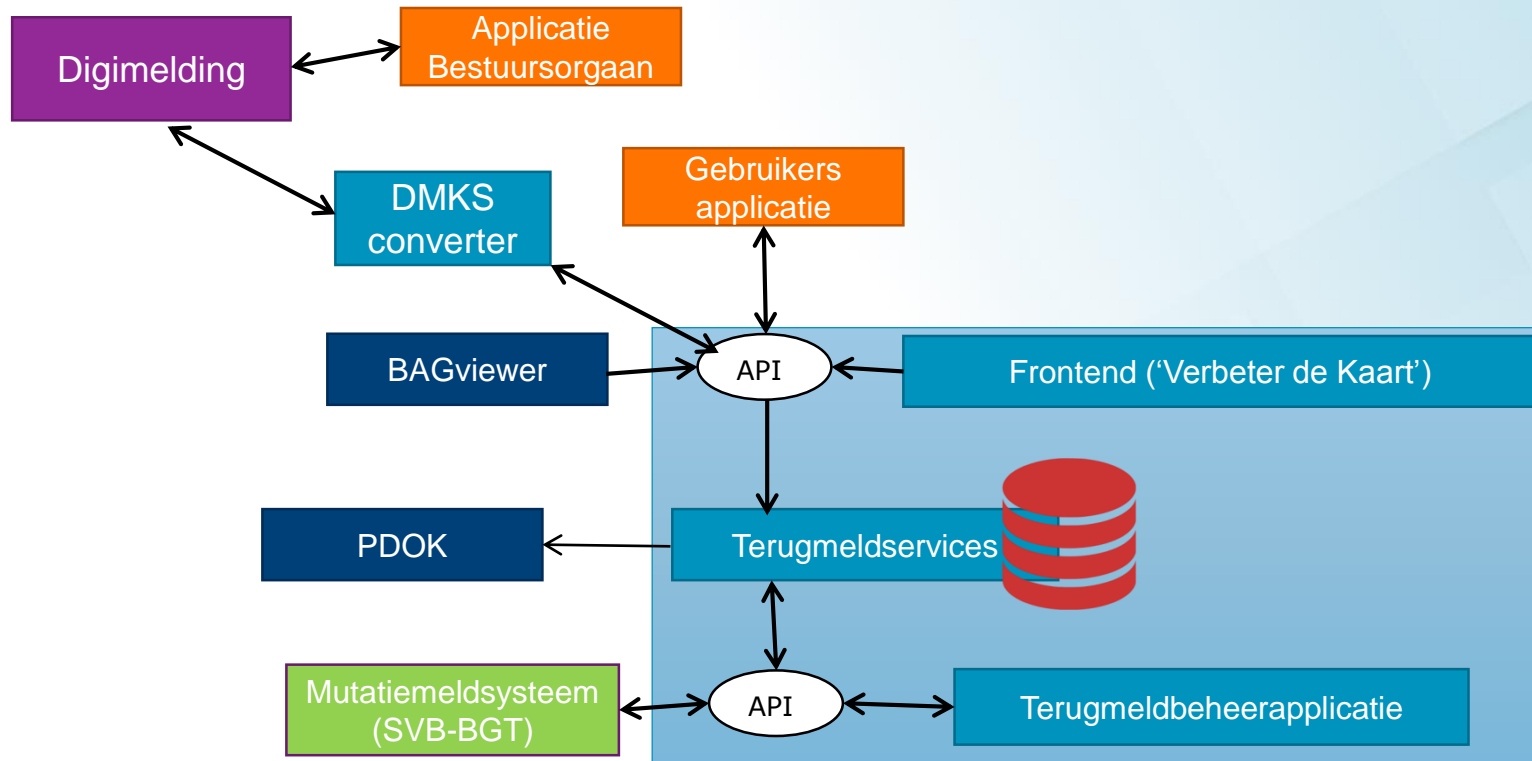 Applicatie
Bestuursorgaan
Digimelding
Gebruikers
applicatie
DMKS
converter
BAGviewer
API
Frontend (‘Verbeter de Kaart’)
PDOK
Terugmeldservices
Mutatiemeldsysteem
(SVB-BGT)
API
Terugmeldbeheerapplicatie